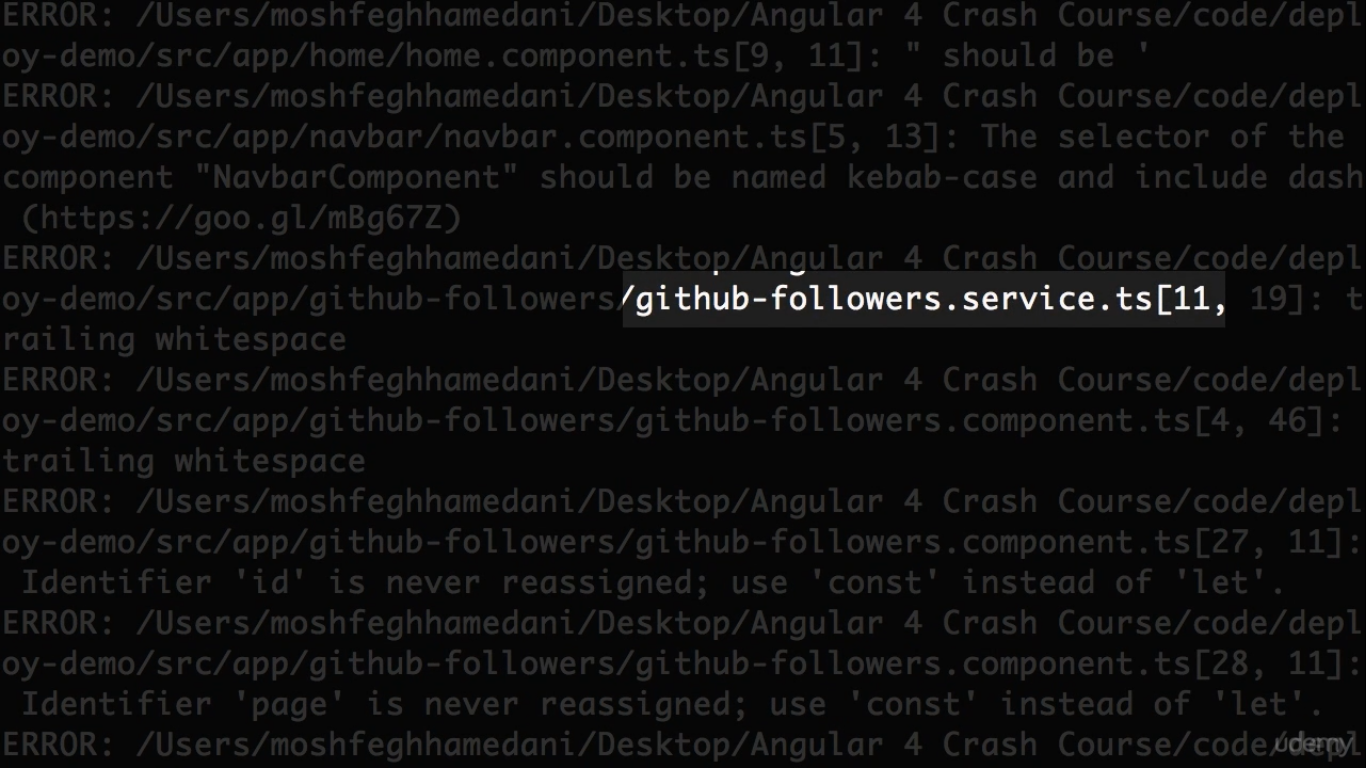 ERROR: /Users/moshfeghhamedani/Desktop/Angular 4 Crash Course/code/depl
oy-demo/src/app/home/home.component.ts[9, 11]: " should be '
ERROR: /Users/moshfeghhamedani/Desktop/Angular 4 Crash Course/code/depl
oy-demo/src/app/navbar/navbar.component.ts[5, 13]: The selector of the
component "NavbarComponent" should be named kebab-case and include dash
(https://goo.gl/mBg67Z)
ERROR: /Users/moshfeghhamedani/Desktop/Angular 4 Crash Course/code/depl
oy-demo/src/app/github-followers/github-followers.service.ts[11, 19]: t
railing whitespace
ERROR: /Users/moshfeghhamedani/Desktop/Angular 4 Crash Course/code/depl
oy-demo/src/app/github-followers/github-followers.component.ts[4, 46]:
trailing whitespace
ERROR: /Users/moshfeghhamedani/Desktop/Angular 4 Crash Course/code/depl
oy-demo/src/app/github-followers/github-followers.component.ts[27, 11]:
Identifier 'id' is never reassigned; use 'const' instead of 'let'.
ERROR: /Users/moshfeghhamedani/Desktop/Angular 4 Crash Course/code/depl
oy-demo/src/app/github-followers/github-followers.component.ts[28, 11]:
Identifier 'page' is never reassigned; use 'const' instead of 'let'.
ERROR: /Users/moshfeghhamedani/Desktop/Angular 4 Crash Course/code/depl
udemy